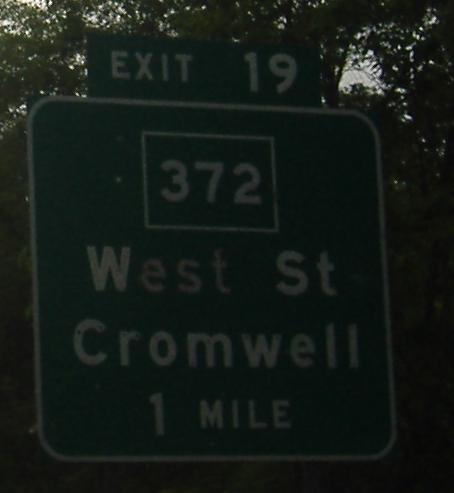 EXIT 19
372
West St
Cromwell
1 MILE